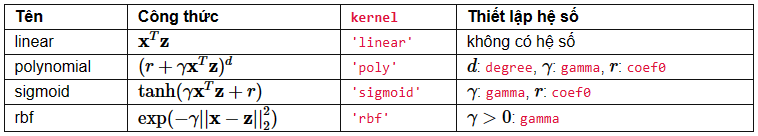 Tên Công thức kernel Thiết lập hệ số
linear $\mathbf{x}^T\mathbf{z}$ 'linear' không có hệ số
polynomial $(r + \gamma\mathbf{x}^T\mathbf{z})^d$ 'poly' $d$: degree, $\gamma$: gamma, $r$: coef0
sigmoid $\tanh(\gamma\mathbf{x}^T\mathbf{z} + r)$ 'sigmoid' $\gamma$: gamma, $r$: coef0
rbf $\exp(-\gamma||\mathbf{x} - \mathbf{z}||_2^2)$ 'rbf' $\gamma > 0$: gamma